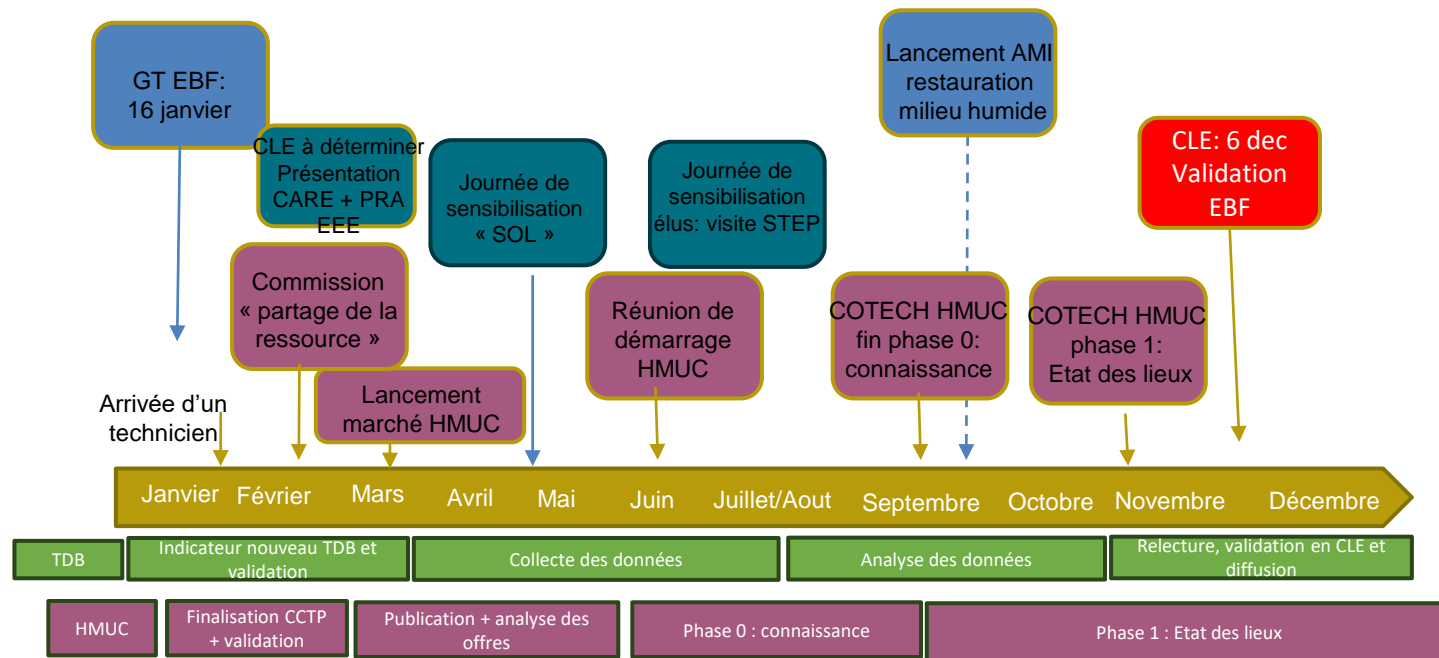 GT EBF:
16 janvier
Lancement AMI
restauration
milieu humide
CLE à déterminer
Présentation
CARE + PRA
EEE
Journée de
sensibilisation
« SOL »
Journée de
sensibilisation
élus: visite STEP
CLE: 6 dec
Validation
EBF
Commission
« partage de la
ressource »
Réunion de
démarrage
HMUC
COTECH HMUC
fin phase 0:
connaissance
COTECH HMUC
phase 1:
Etat des lieux
Lancement
marché HMUC
Arrivée d’un
technicien
Janvier
Février
Mars
Avril
Mai
Juin
Juillet/Aout
Septembre
Octobre
Novembre
Décembre
TDB
Indicateur nouveau TDB et
validation
Collecte des données
Analyse des données
Relecture, validation en CLE et
diffusion
HMUC
Finalisation CCTP
+ validation
Publication + analyse des
offres
Phase 0 : connaissance
Phase 1 : Etat des lieux